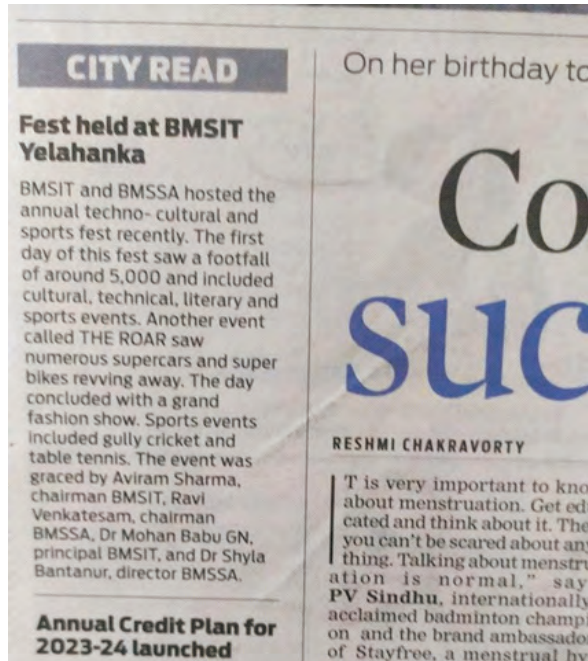 CITY READ
Fest held at BMSIT
Yelahanka
BMSIT and BMSSA hosted the
annual techno- cultural and
sports fest recently. The first
day of this fest saw a footfall
of around 5,000 and included
cultural, technical, literary and
sports events. Another event
called THE ROAR saw
numerous supercars and super
bikes revving away. The day
concluded with a grand
fashion show. Sports events
included gully cricket and
table tennis. The event was
graced by Aviram Sharma,
chairman BMSIT, Ravi
Venkatesam, chairman
BMSSA, Dr Mohan Babu GN,
principal BMSIT, and Dr Shyla
Bantanur, director BMSSA.
Annual Credit Plan for
2023-24 launched
On her birthday to
Co
suc
RESHMI CHAKRAVORTY
IT is very important to kno
about menstruation. Get ed
cated and think about it. The
you can't be scared about an
thing. Talking about menstru
ation is normal," say
PV Sindhu, internationally
acclaimed badminton champi
on and the brand ambassado
of Stayfree, a menstrual hy